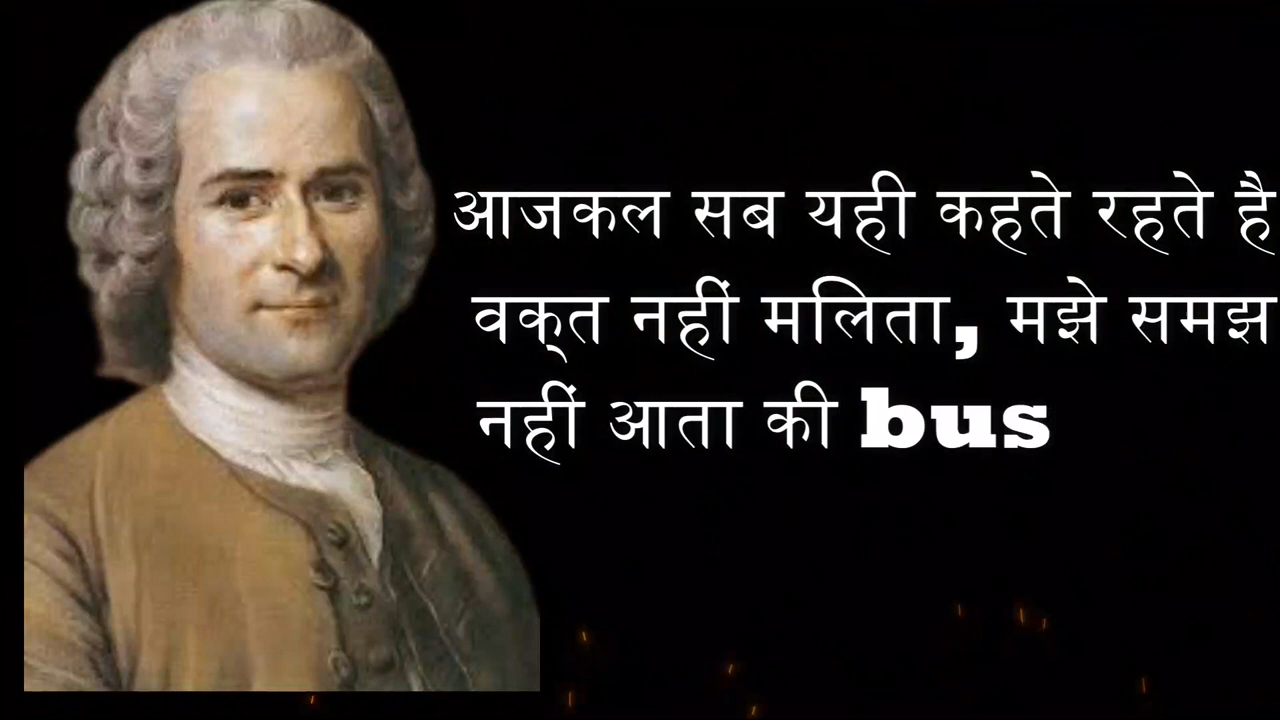 आजकल सब यही कहते रहते है
वक्त नहीं मलिता, मझे समझ
नहीं आता की bus